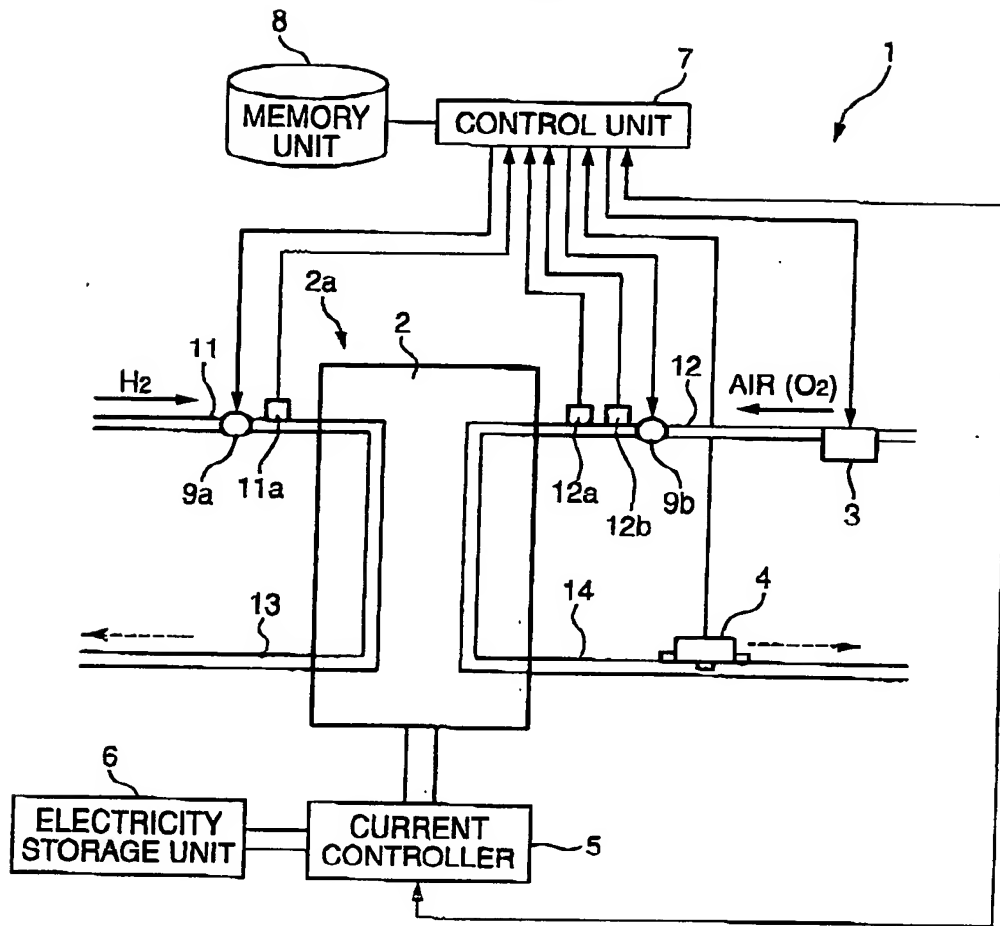 8
7
1
MEMORY
UNIT
CONTROL UNIT
2a
2
11
H2
12
AIR (O2)
9a
11a
12a
12b
9b
3
13
14
4
6
ELECTRICITY
STORAGE UNIT
CURRENT
CONTROLLER
5